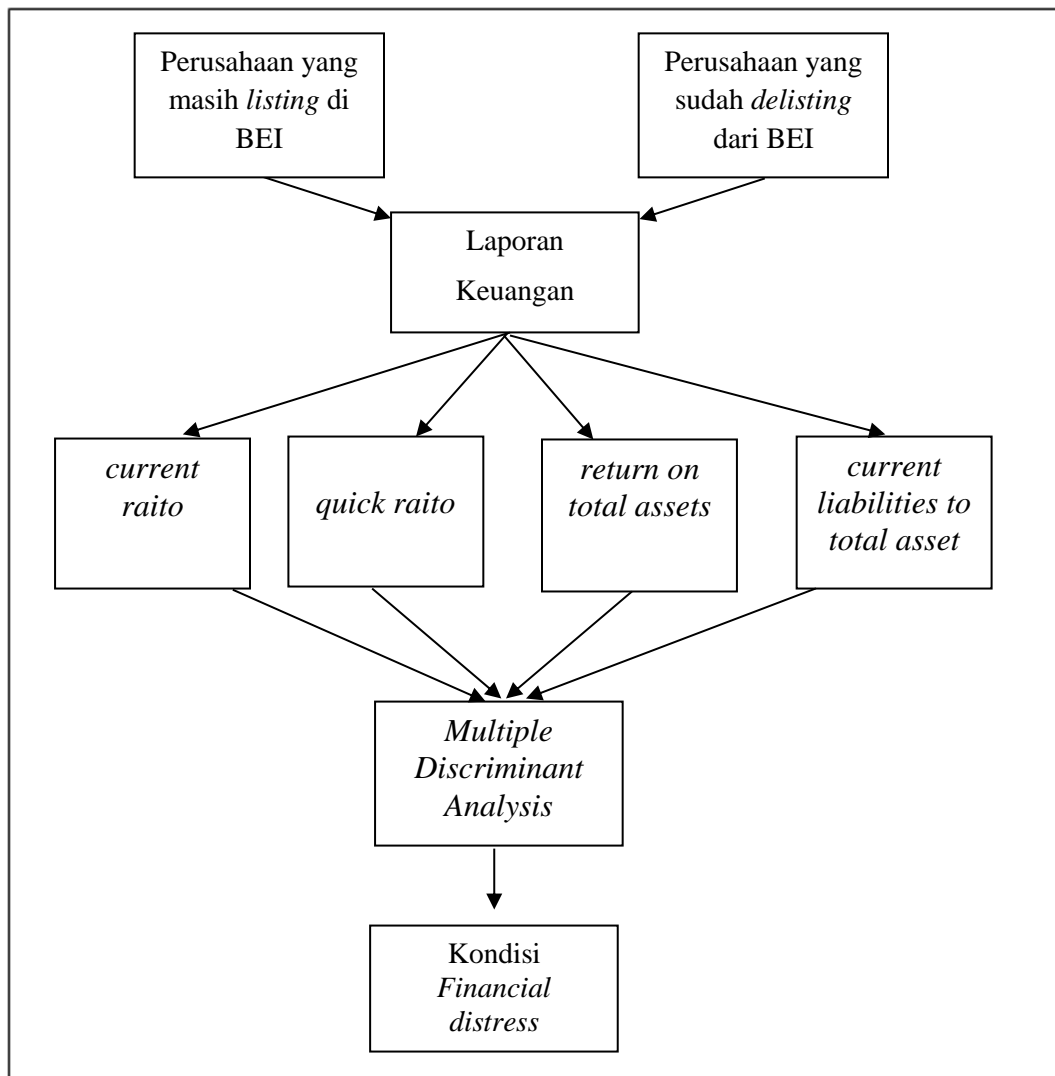 Perusahaan yang
masih listing di
BEI
Perusahaan yang
sudah delisting
dari BEI
Laporan
Keuangan
current
raito
quick raito
return on
total assets
current
liabilities to
total asset
Multiple
Discriminant
Analysis
Kondisi
Financial
distress